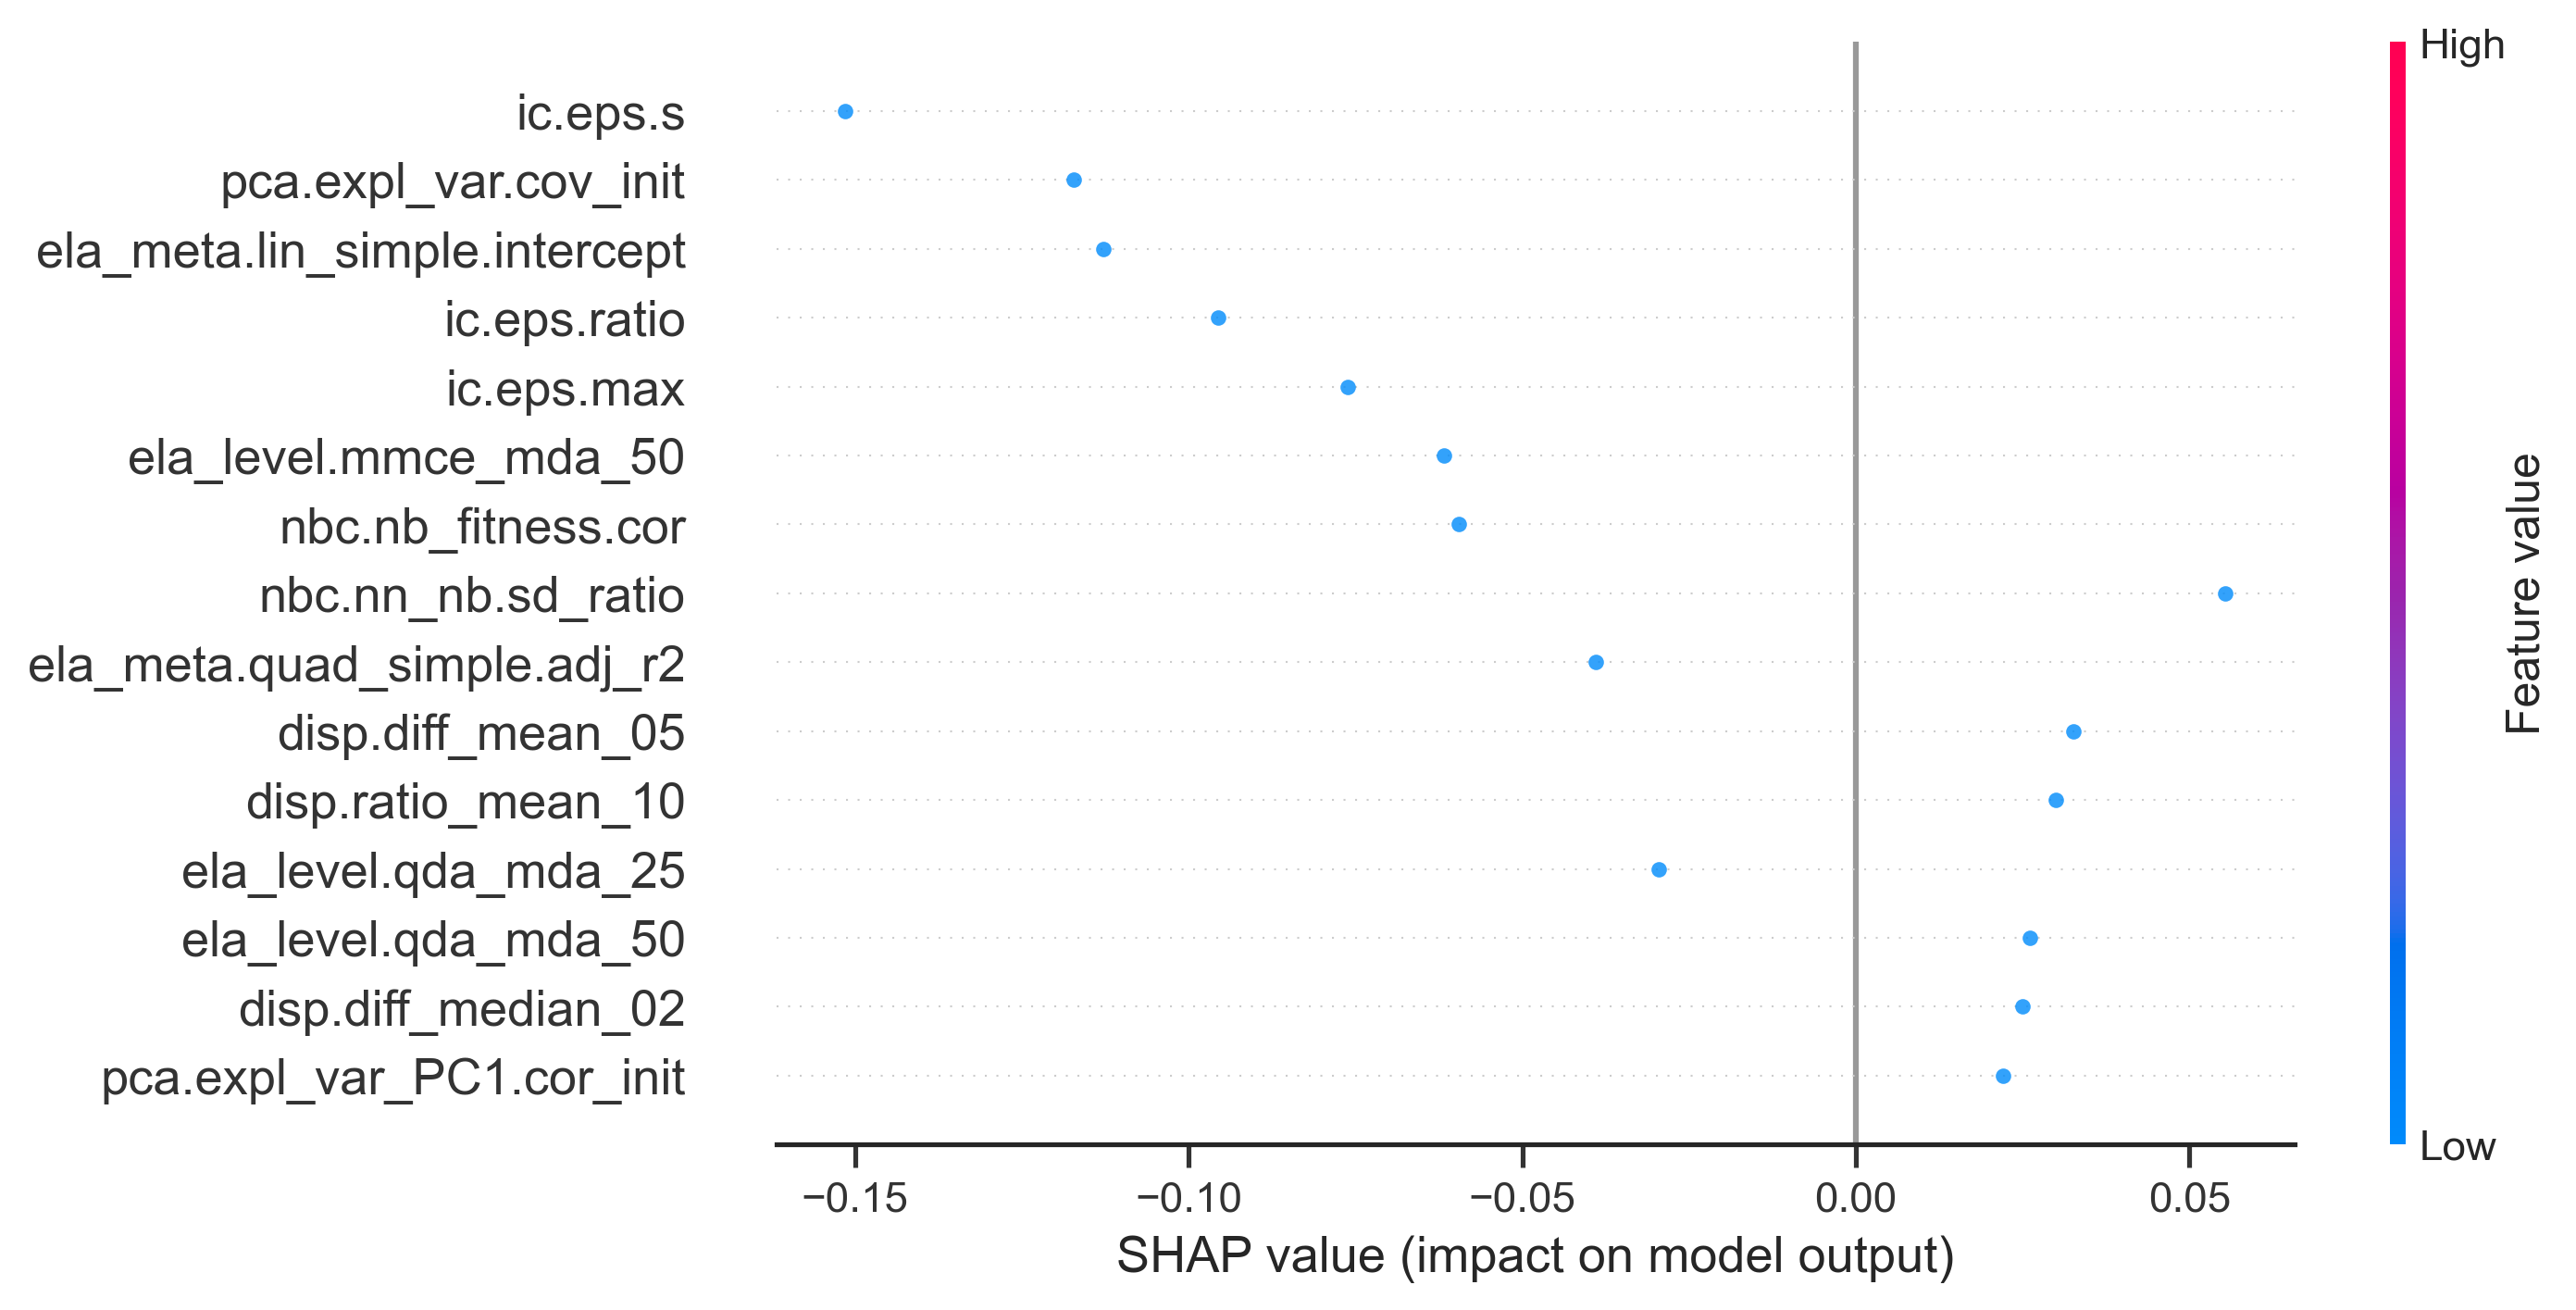 High
ic.eps.s
pca.expl_var.cov_init
ela_meta.lin_simple.intercept
ic.eps.ratio
ic.eps.max
ela_level.mmce_mda_50
nbc.nb_fitness.cor
nbc.nn_nb.sd_ratio
ela_meta.quad_simple.adj_r2
disp.diff_mean_05
disp.ratio_mean_10
ela_level.qda_mda_25
ela_level.qda_mda_50
disp.diff_median_02
pca.expl_var_PC1.cor_init
Feature value
Low
−0.15 −0.10 −0.05 0.00 0.05
SHAP value (impact on model output)